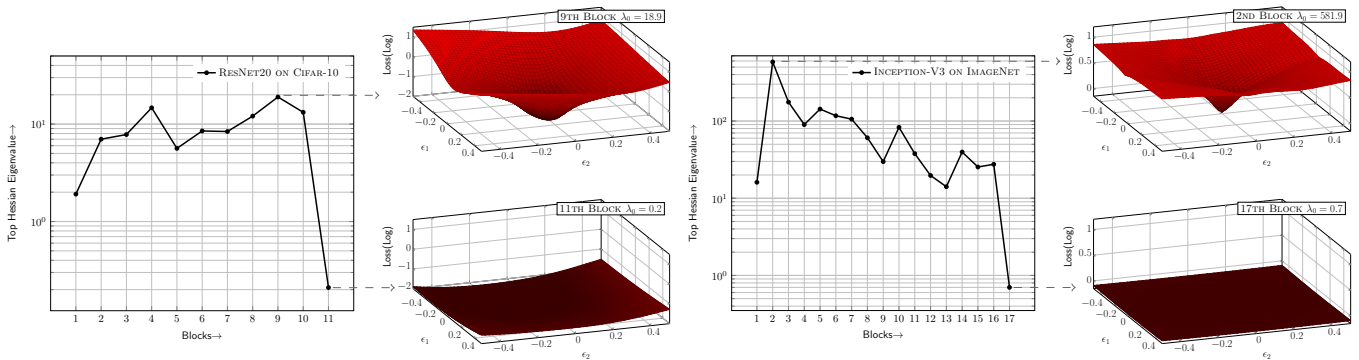 RESNET20 ON CIFAR-10
Top Hessian Eigenvalue→
10¹
10⁰
1 2 3 4 5 6 7 8 9 10 11
Blocks→
9TH BLOCK λ₀ = 18.9
Loss(Log)
1
0
−1
−2
−0.4
−0.2
0
0.2
0.4
ϵ₁
−0.4 −0.2 0 0.2 0.4
ϵ₂
11TH BLOCK λ₀ = 0.2
Loss(Log)
1
0
−1
−2
−0.4
−0.2
0
0.2
0.4
ϵ₁
−0.4 −0.2 0 0.2 0.4
ϵ₂
INCEPTION-V3 ON IMAGENET
Top Hessian Eigenvalue→
10²
10¹
10⁰
1 2 3 4 5 6 7 8 9 10 11 12 13 14 15 16 17
Blocks→
2ND BLOCK λ₀ = 581.9
Loss(Log)
1
0.5
0
−0.4
−0.2
0
0.2
0.4
ϵ₁
−0.4 −0.2 0 0.2 0.4
ϵ₂
17TH BLOCK λ₀ = 0.7
Loss(Log)
1
0.5
0
−0.4
−0.2
0
0.2
0.4
ϵ₁
−0.4 −0.2 0 0.2 0.4
ϵ₂